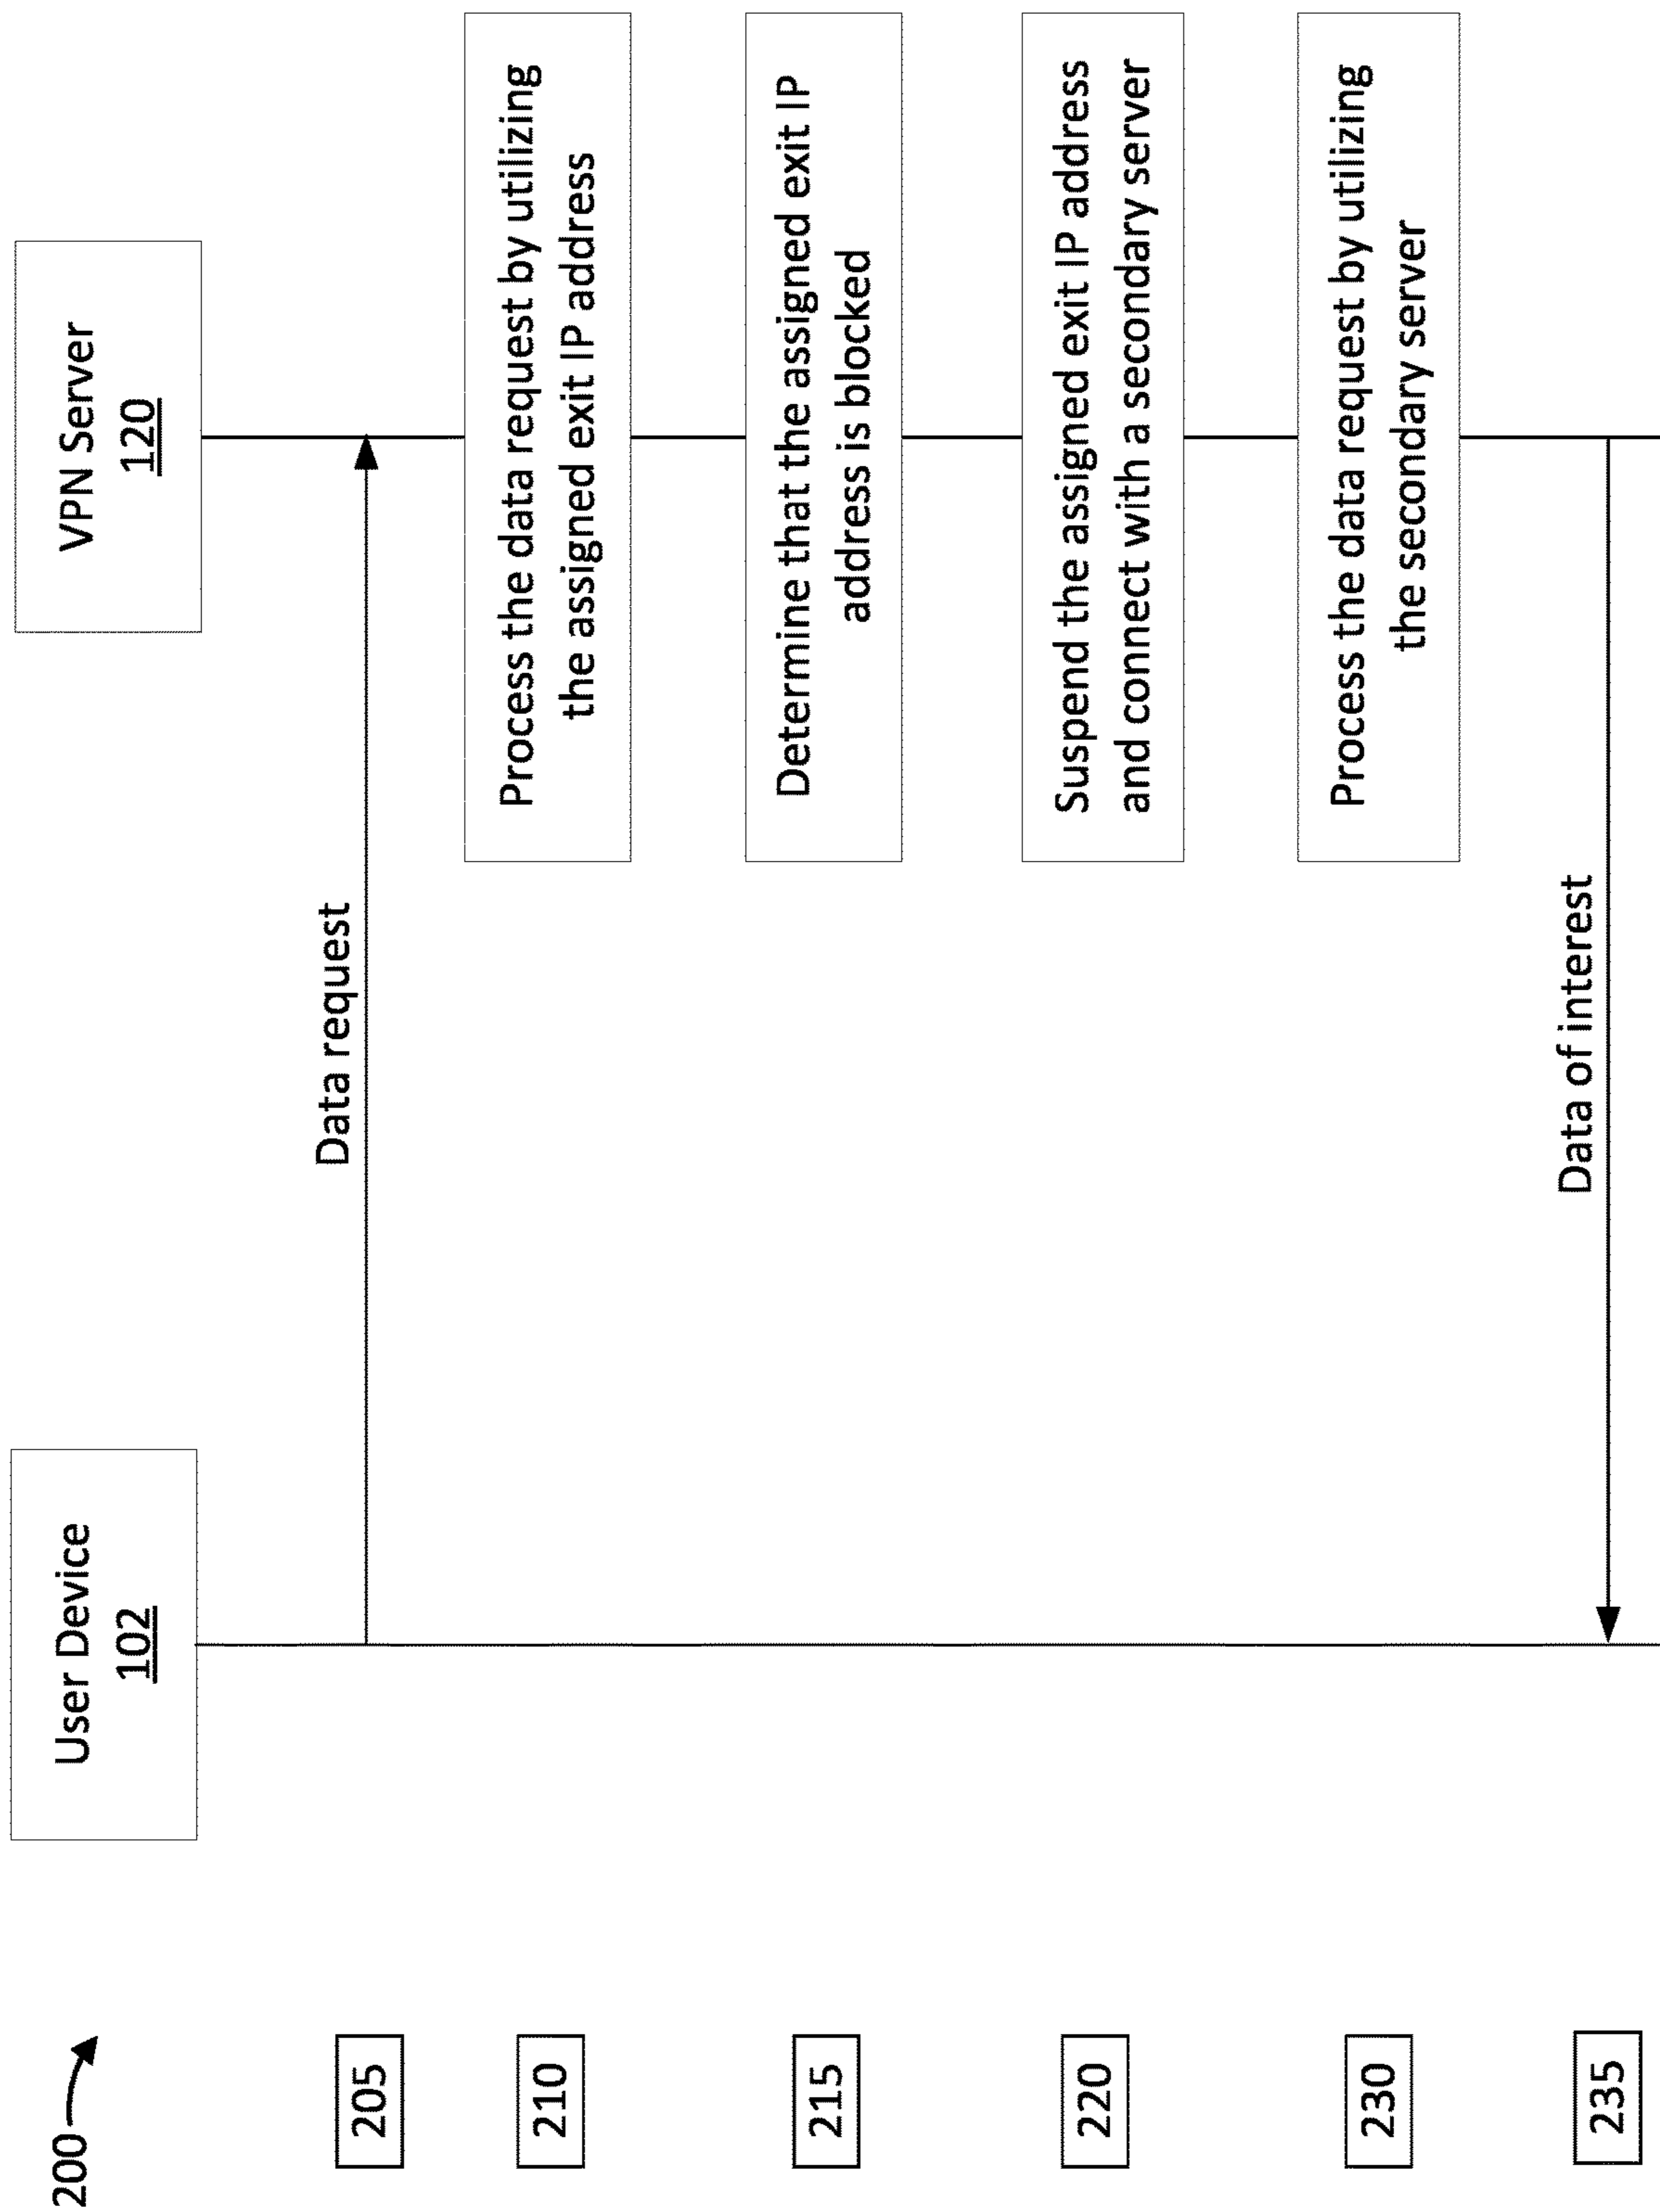 200
User Device
102
VPN Server
120
205
Data request
210
Process the data request by utilizing
the assigned exit IP address
215
Determine that the assigned exit IP
address is blocked
220
Suspend the assigned exit IP address
and connect with a secondary server
230
Process the data request by utilizing
the secondary server
235
Data of interest